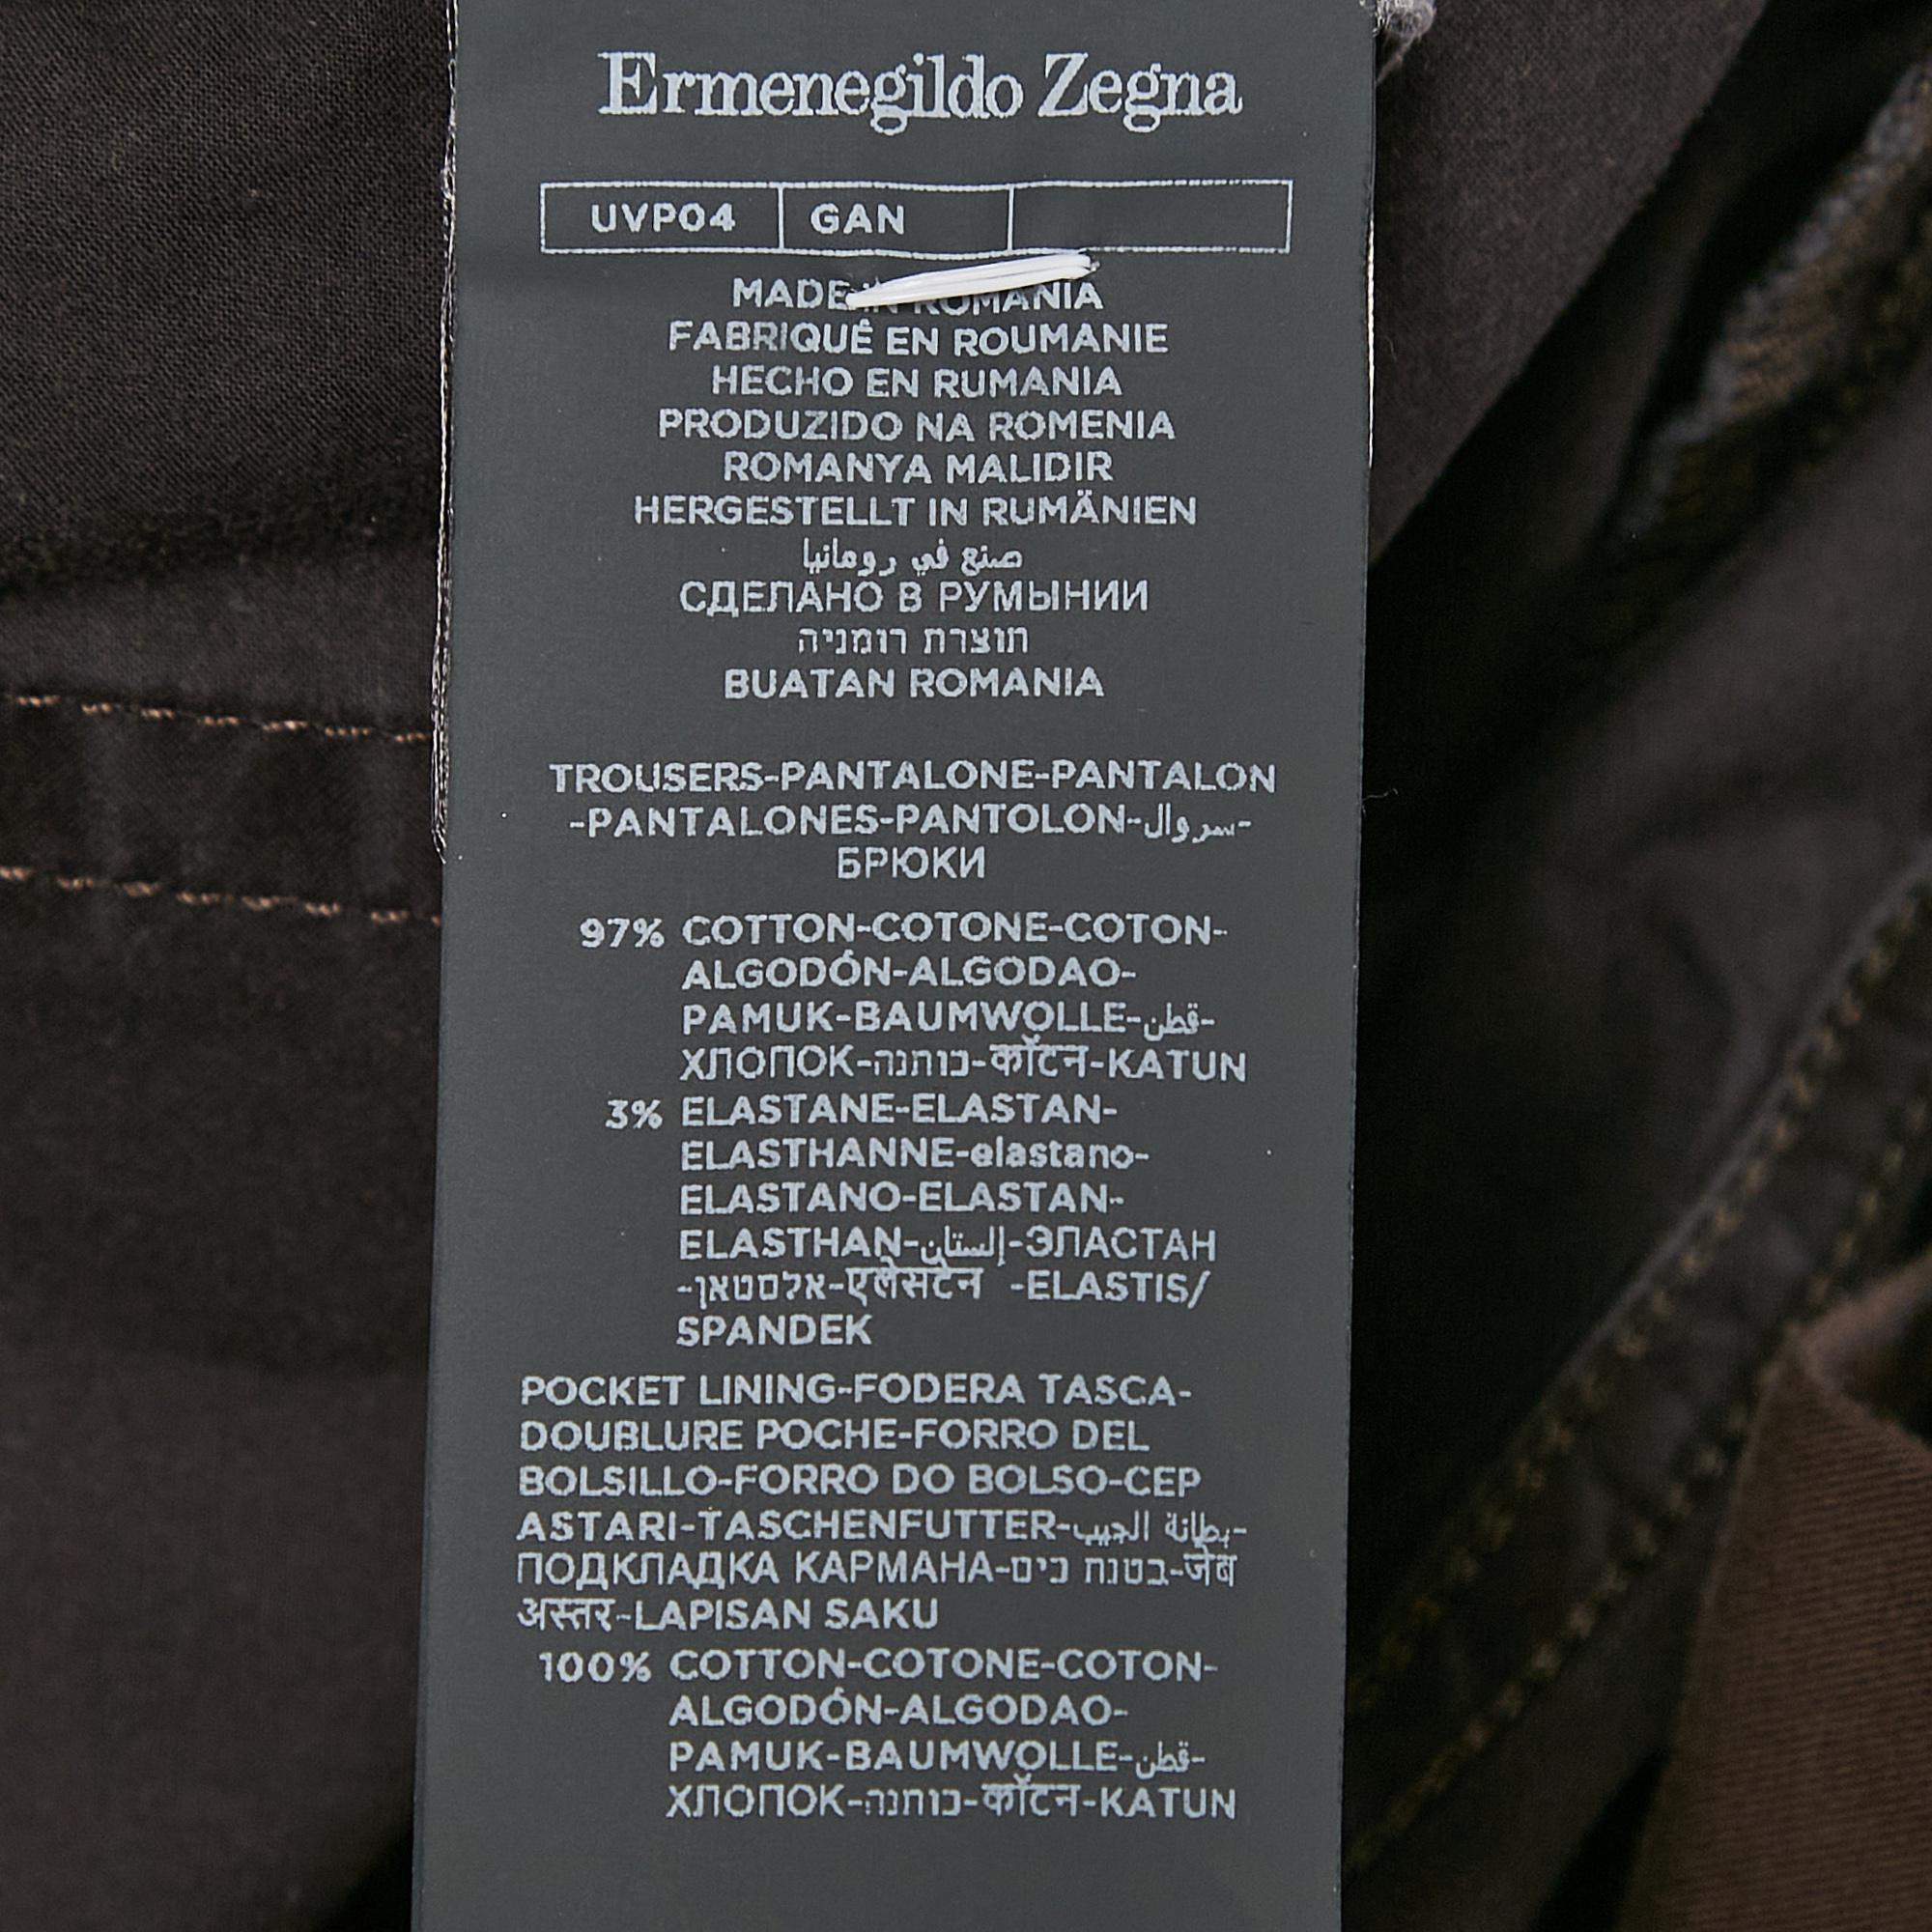 Ermenegildo Zegna
UVP04 GAN
MADE IN ROMANIA
FABRIQUÊ EN ROUMANIE
HECHO EN RUMANIA
PRODUZIDO NA ROMENIA
ROMANYA MALIDIR
HERGESTELLT IN RUMÄNIEN
صنع في رومانيا
СДЕЛАНО В РУМЫНИИ
תוצרת רומניה
BUATAN ROMANIA
TROUSERS-PANTALONE-PANTALON
-PANTALONES-PANTOLON-سروال-
БРЮКИ
97% COTTON-COTONE-COTON-
ALGODÓN-ALGODAO-
PAMUK-BAUMWOLLE-قطن-
ХЛОПОК-כותנה-कॉटन-KATUN
3% ELASTANE-ELASTAN-
ELASTHANNE-elastano-
ELASTANO-ELASTAN-
ELASTHAN-إلستان-ЭЛАСТАН
-אלסטאן-एलेसटेन -ELASTIS/
SPANDEK
POCKET LINING-FODERA TASCA-
DOUBLURE POCHE-FORRO DEL
BOLSILLO-FORRO DO BOLSO-CEP
ASTARI-TASCHENFUTTER-بطانة الجيب-
ПОДКЛАДКА КАРМАНА-בטנת כיס-जेब
अस्तर-LAPISAN SAKU
100% COTTON-COTONE-COTON-
ALGODÓN-ALGODAO-
PAMUK-BAUMWOLLE-قطن-
ХЛОПОК-כותנה-कॉटन-KATUN